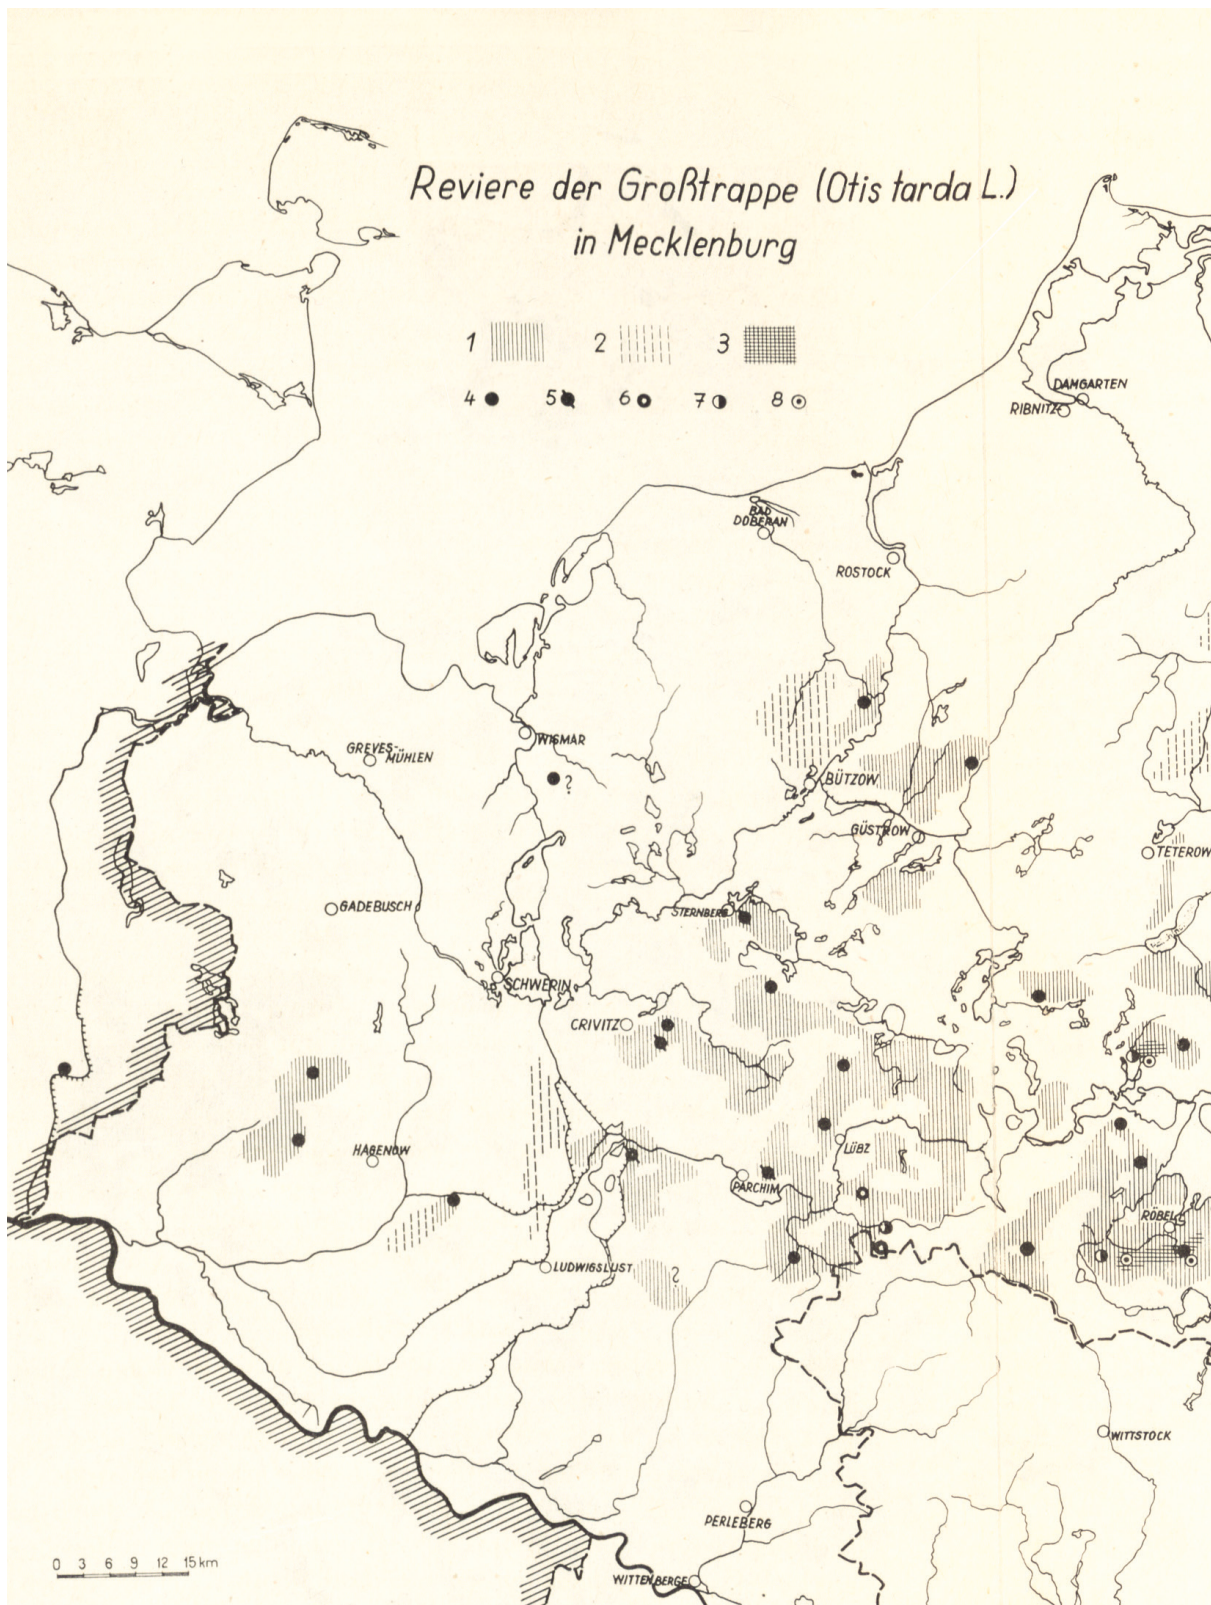 Reviere der Großtrappe (Otis tarda L.)
in Mecklenburg
1 2 3
4 5 6 7 8
DAMGARTEN
RIBNITZ
BAD
DOBERAN
ROSTOCK
WISMAR
GREVES-
MÜHLEN
BÜTZOW
GÜSTROW
TETEROW
GADEBUSCH
STERNBERG
SCHWERIN
CRIVITZ
HAGENOW
LÜBZ
PARCHIM
RÖBEL
LUDWIGSLUST
?
?
WITTSTOCK
PERLEBERG
WITTENBERGE
0 3 6 9 12 15 km